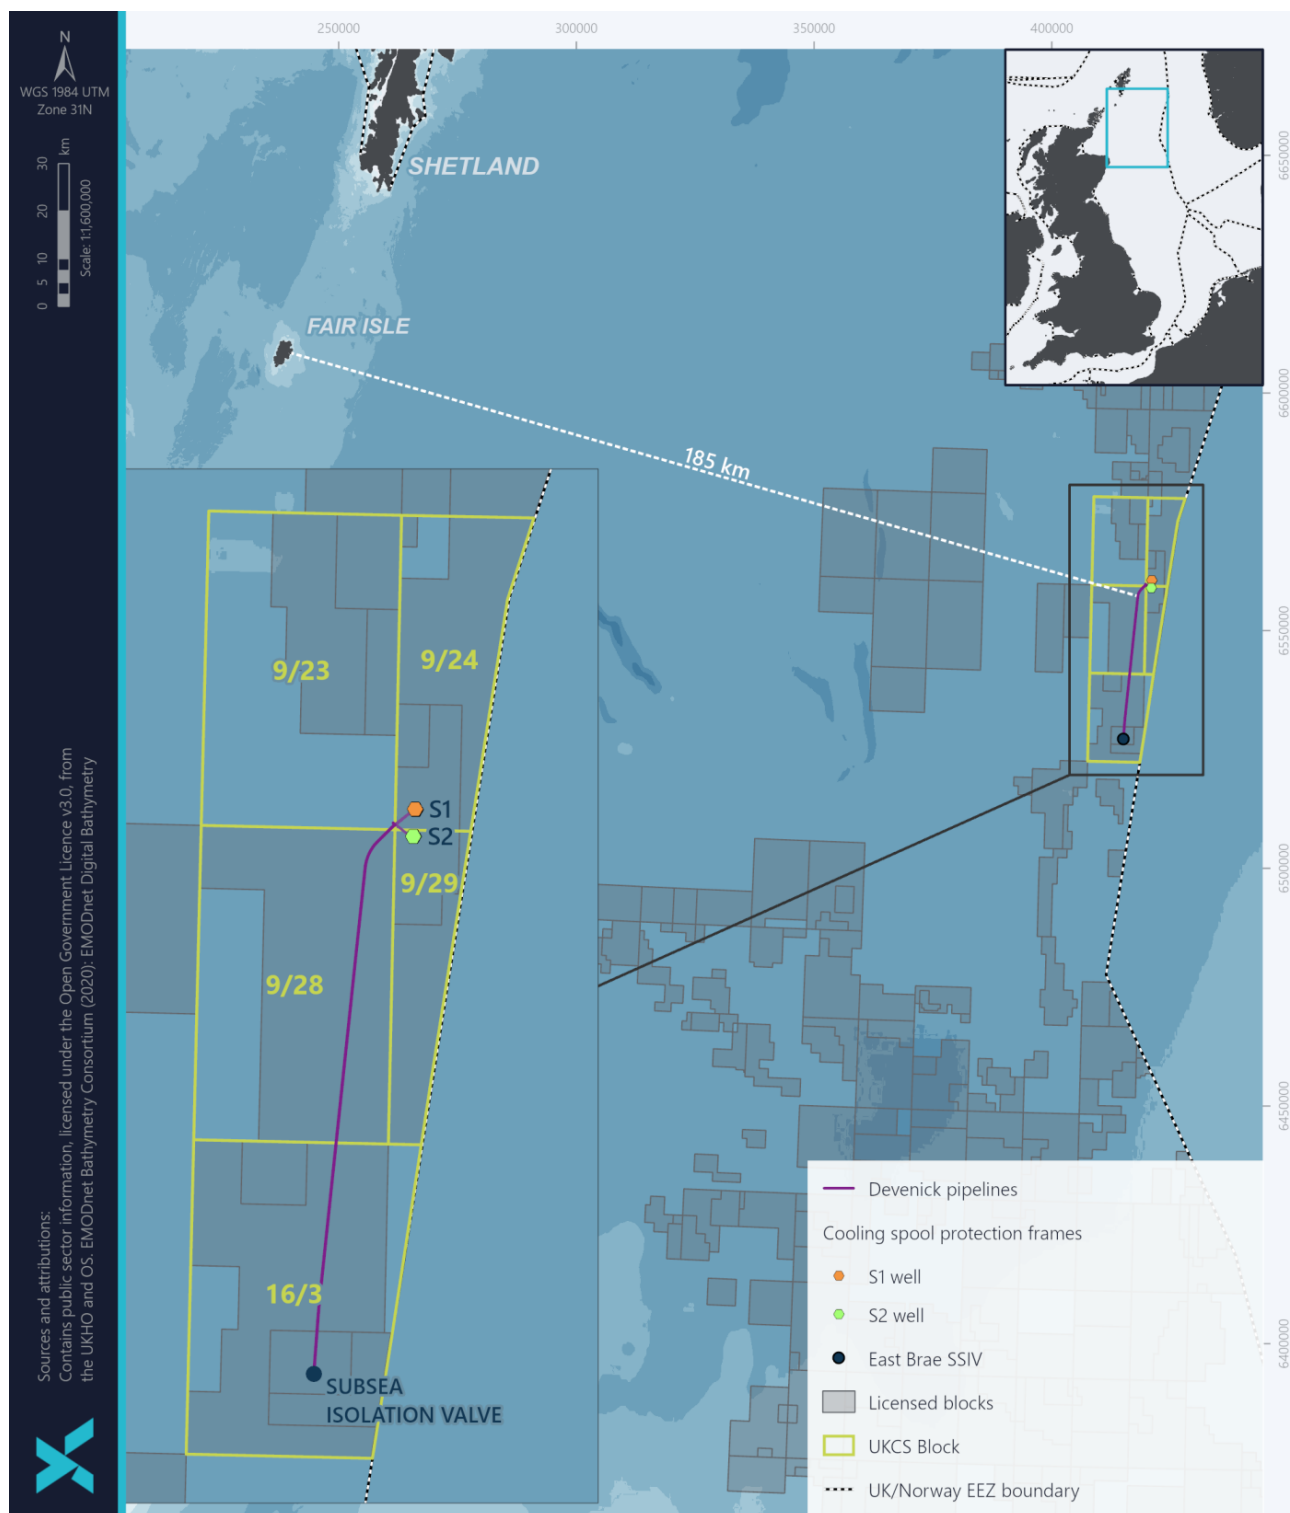 N
WGS 1984 UTM
Zone 31N
0 5 10 20 30 km
Scale: 1:1,600,000
Sources and attributions:
Contains public sector information, licensed under the Open Government Licence v3.0, from
the UKHO and OS. EMODnet Bathymetry Consortium (2020): EMODnet Digital Bathymetry
250000 300000 350000 400000
6650000
6600000
6550000
6500000
6450000
6400000
SHETLAND
FAIR ISLE
185 km
9/23
9/24
S1
S2
9/29
9/28
16/3
SUBSEA
ISOLATION VALVE
Devenick pipelines
Cooling spool protection frames
S1 well
S2 well
East Brae SSIV
Licensed blocks
UKCS Block
UK/Norway EEZ boundary